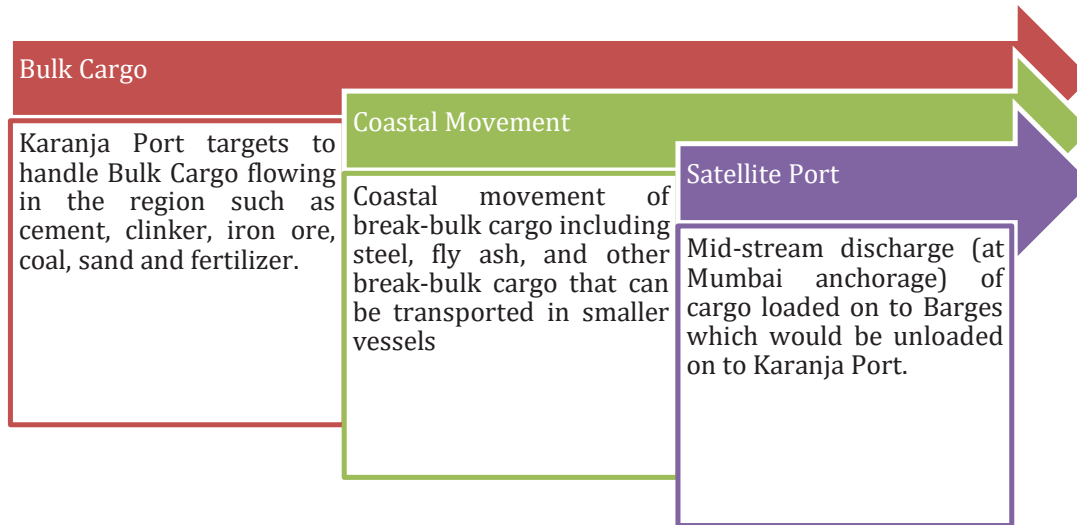 Bulk Cargo
Karanja Port targets to
handle Bulk Cargo flowing
in the region such as
cement, clinker, iron ore,
coal, sand and fertilizer.
Coastal Movement
Coastal movement of
break-bulk cargo including
steel, fly ash, and other
break-bulk cargo that can
be transported in smaller
vessels
Satellite Port
Mid-stream discharge (at
Mumbai anchorage) of
cargo loaded on to Barges
which would be unloaded
on to Karanja Port.